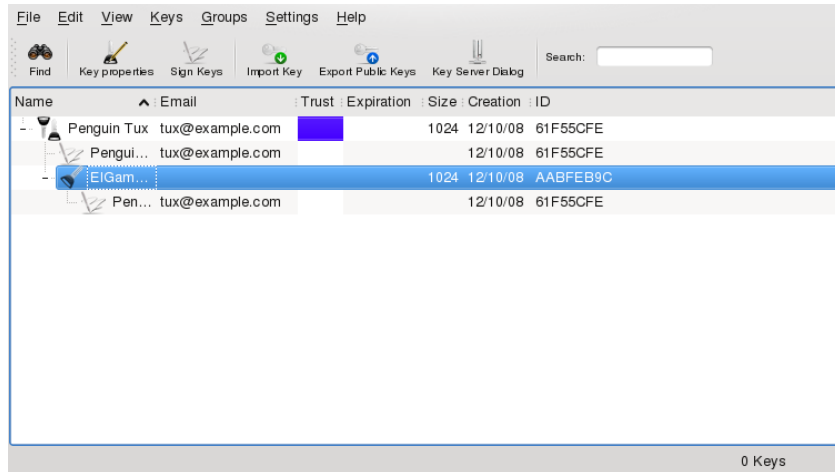 File Edit View Keys Groups Settings Help
Find Key properties Sign Keys Import Key Export Public Keys Key Server Dialog Search:
Name Email Trust Expiration Size Creation ID
Penguin Tux tux@example.com 1024 12/10/08 61F55CFE
Pengui... tux@example.com 12/10/08 61F55CFE
ElGam... 1024 12/10/08 AABFEB9C
Pen... tux@example.com 12/10/08 61F55CFE
0 Keys